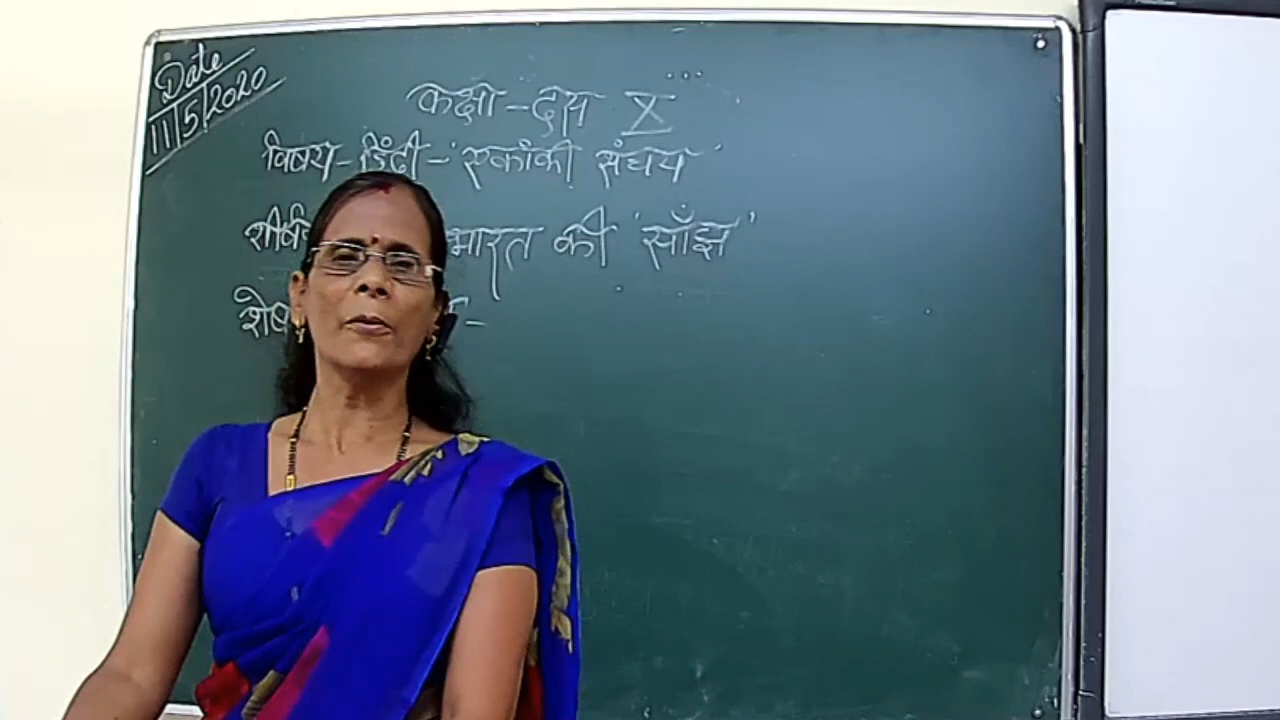 Date
11/5/2020
कक्षा - दस X
विषय - हिंदी - 'एकांकी संचय'
भारत की 'साँझ'
-